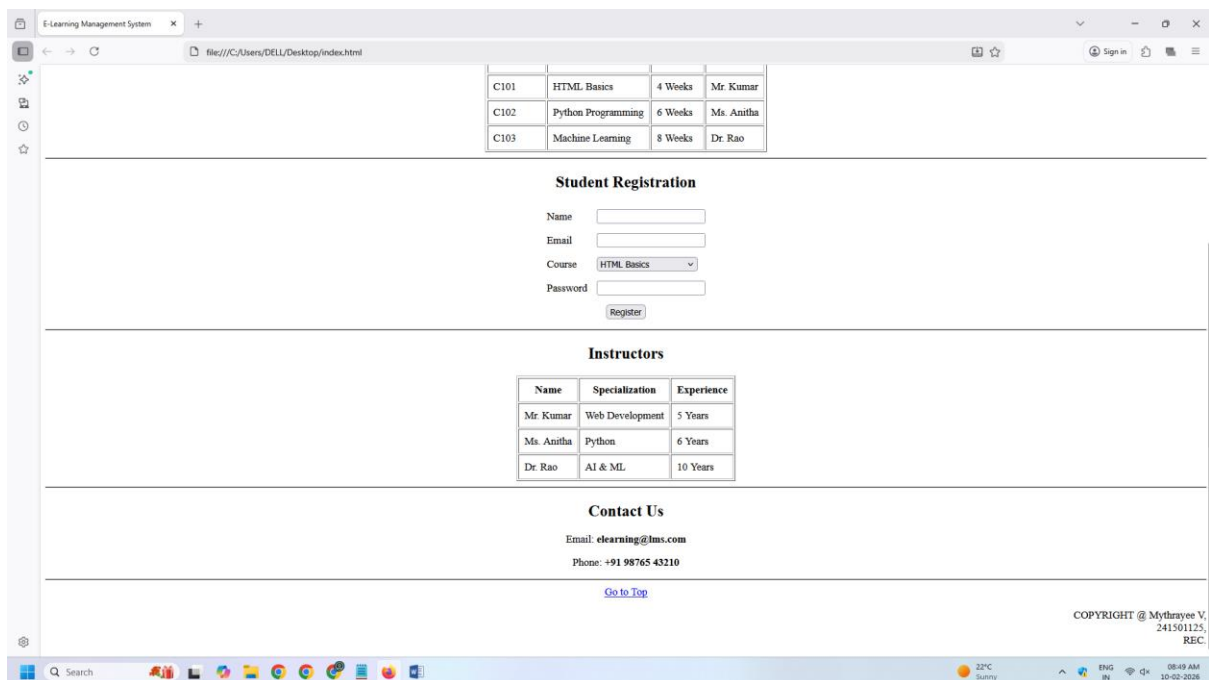 E-Learning Management System
file:///C:/Users/DELL/Desktop/index.html
Sign in
C101 HTML Basics 4 Weeks Mr. Kumar
C102 Python Programming 6 Weeks Ms. Anitha
C103 Machine Learning 8 Weeks Dr. Rao
Student Registration
Name
Email
Course HTML Basics
Password
Register
Instructors
Name Specialization Experience
Mr. Kumar Web Development 5 Years
Ms. Anitha Python 6 Years
Dr. Rao AI & ML 10 Years
Contact Us
Email: elearning@lms.com
Phone: +91 98765 43210
Go to Top
COPYRIGHT @ Mythrayee V,
241501125,
REC.
Search
22°C
Sunny
ENG
IN
08:49 AM
10-02-2026